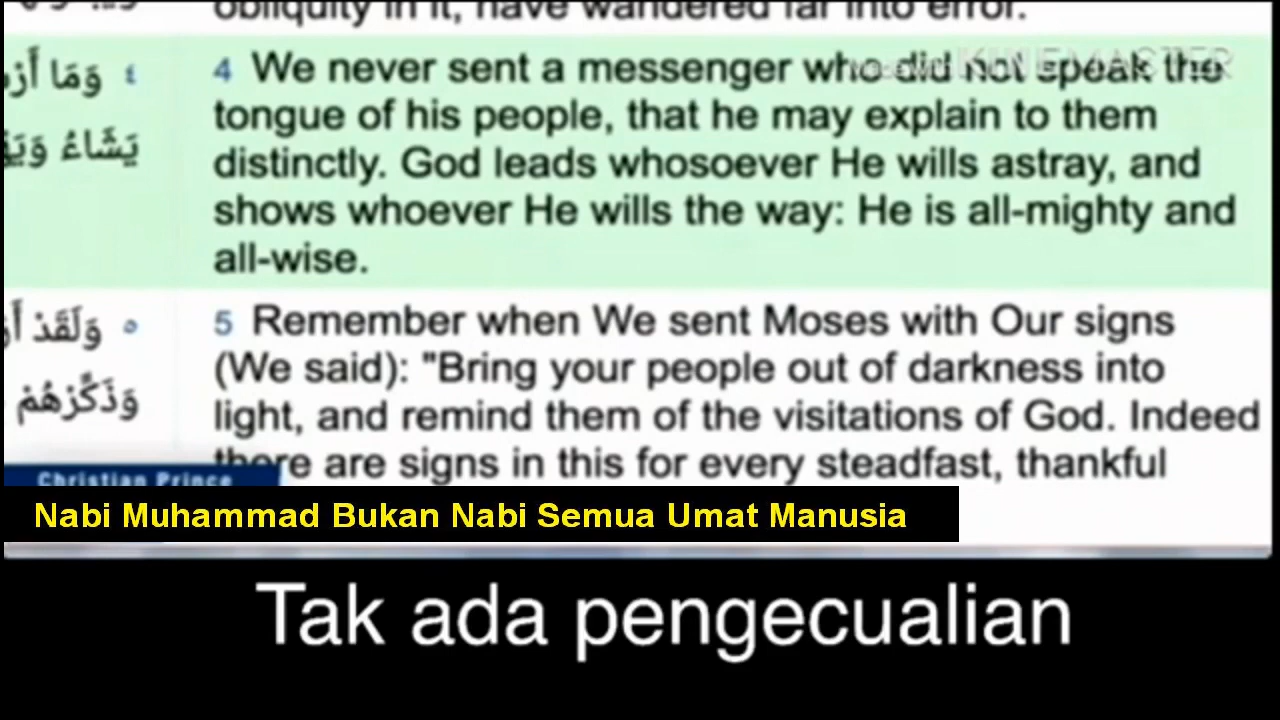 obliquity in it, have wandered far into error.
٤ وَمَا أَرْ
4 We never sent a messenger who did not speak the
KINEMASTER
tongue of his people, that he may explain to them
يَشَاءُ وَيَ
distinctly. God leads whosoever He wills astray, and
shows whoever He wills the way: He is all-mighty and
all-wise.
٥ وَلَقَدْ أَرْ
5 Remember when We sent Moses with Our signs
(We said): "Bring your people out of darkness into
وَذَكِّرْهُمْ
light, and remind them of the visitations of God. Indeed
there are signs in this for every steadfast, thankful
Christian Prince
Nabi Muhammad Bukan Nabi Semua Umat Manusia
Tak ada pengecualian